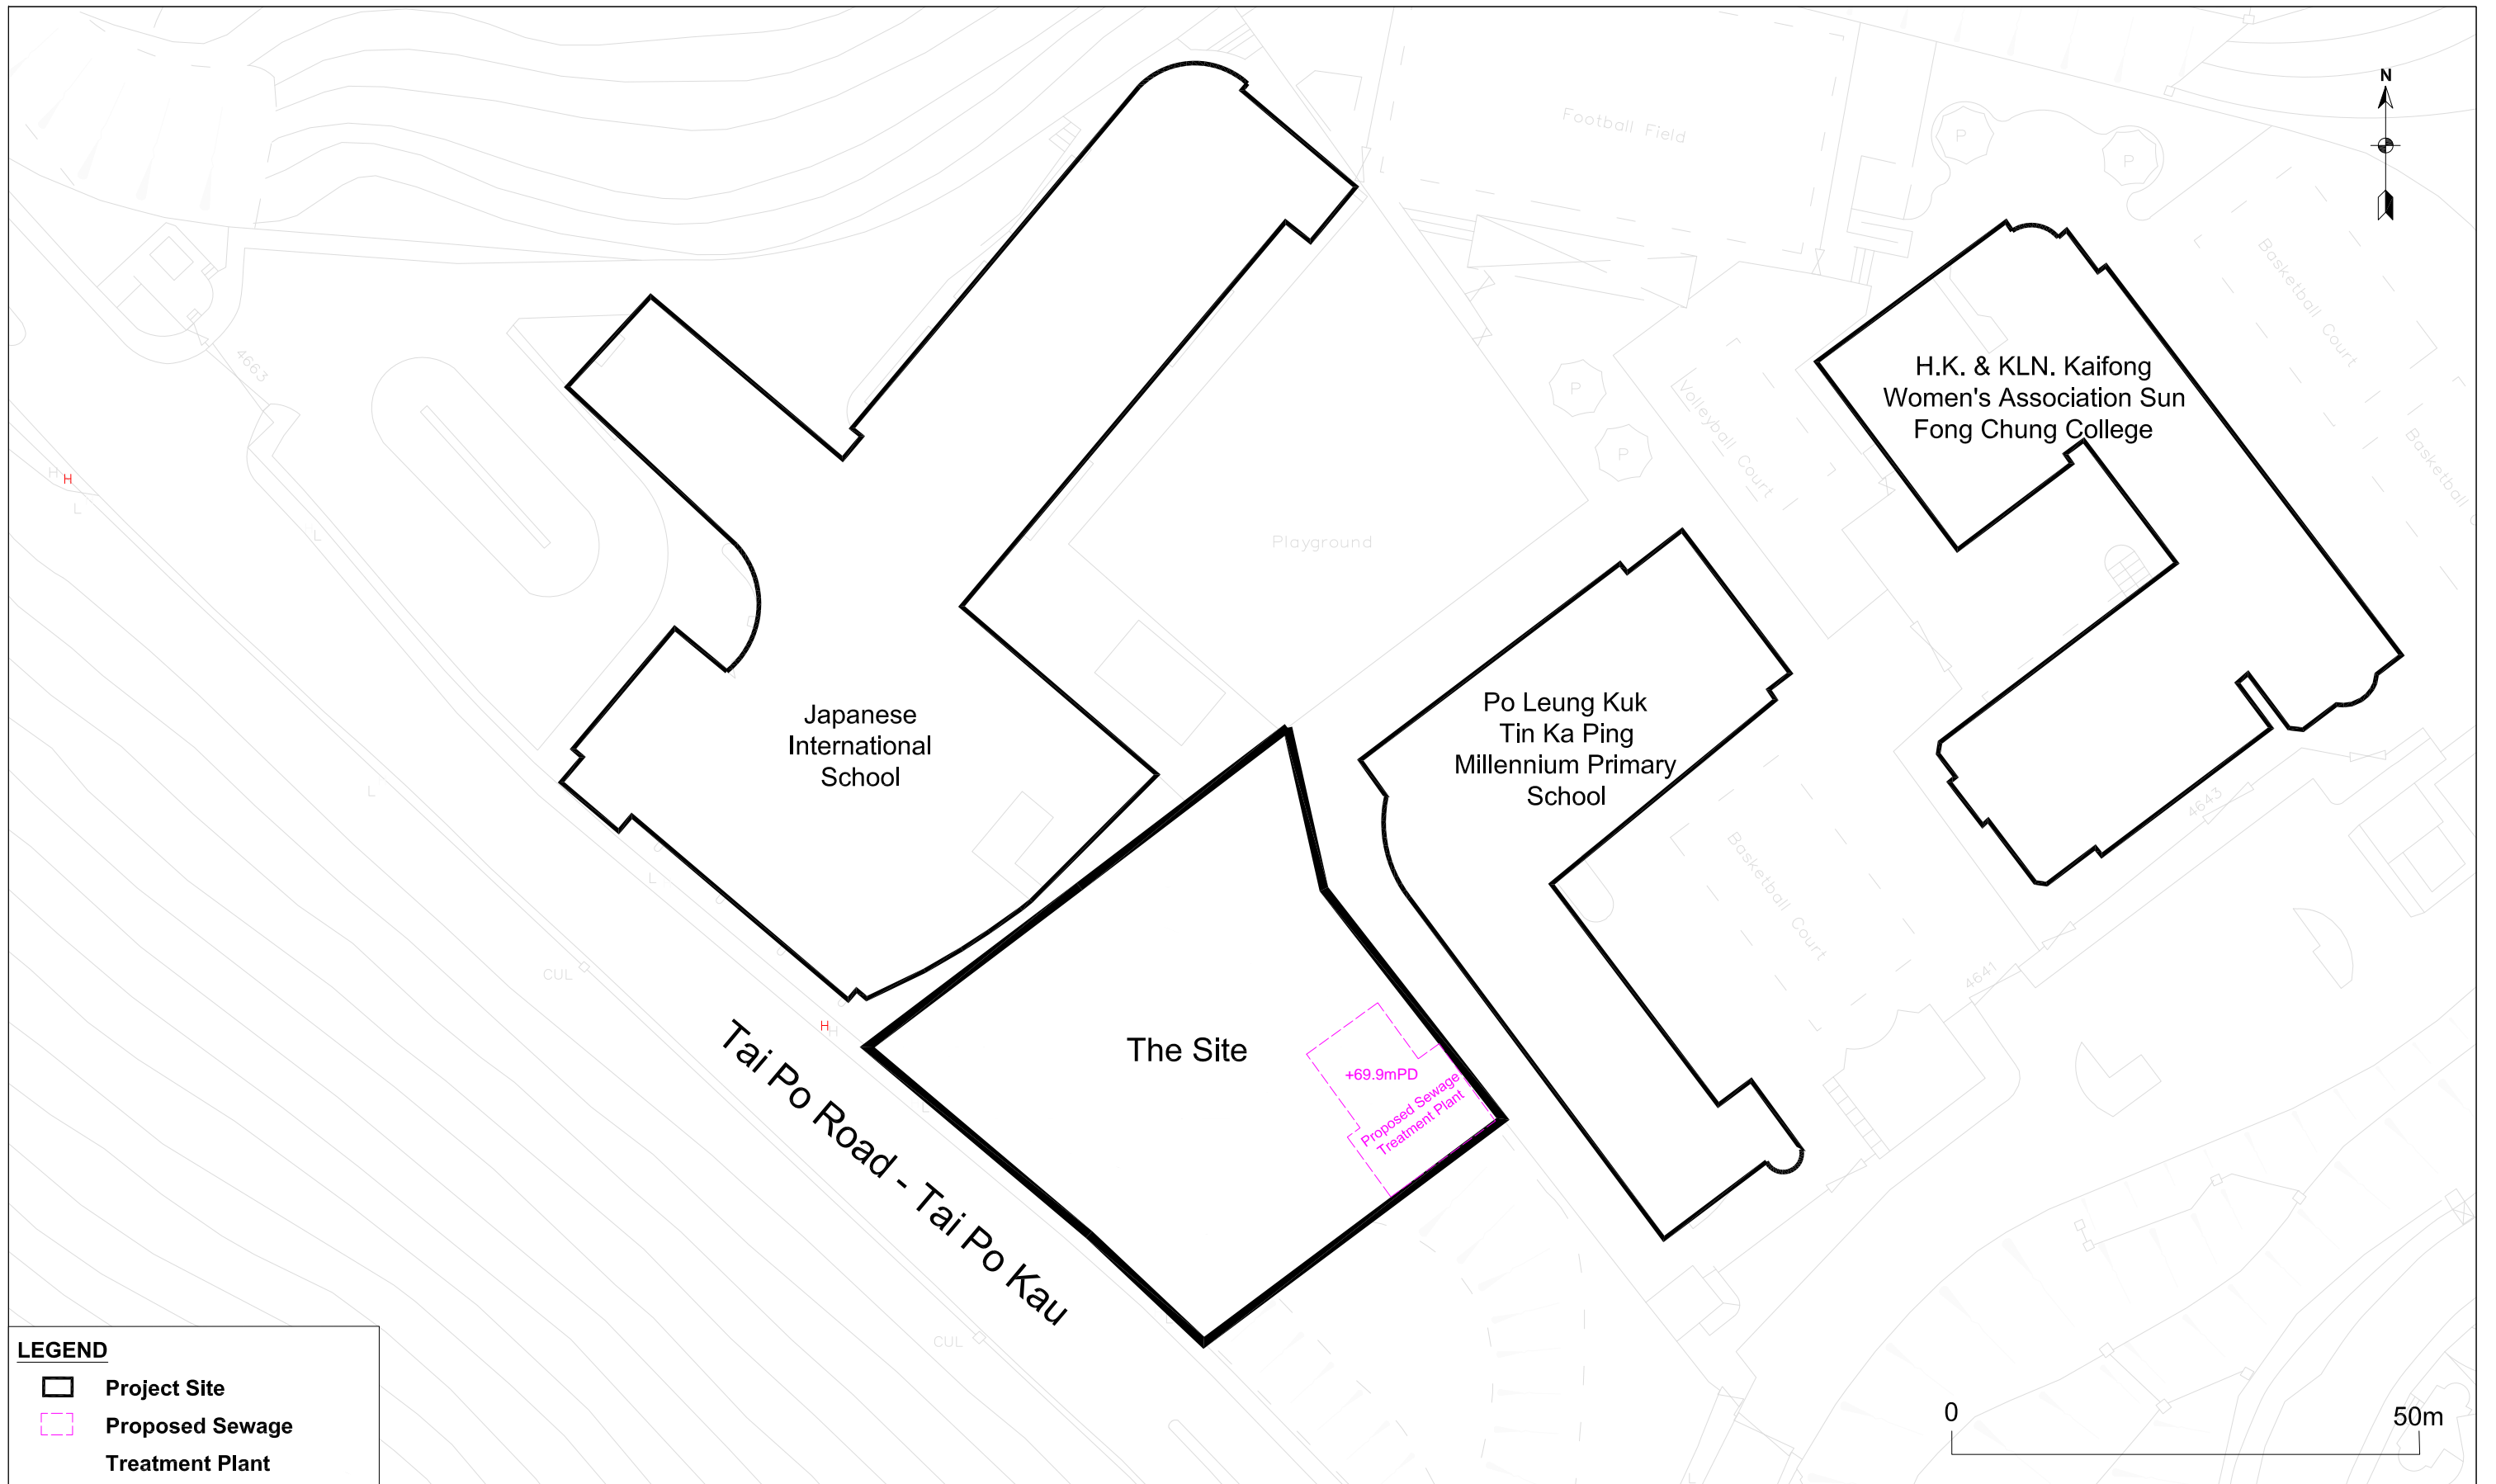 N
Football Field
P
P
Basketball Court
4663
H.K. & KLN. Kaifong
Women's Association Sun
Fong Chung College
P
Volleyball Court
P
Basketball
H
H
L
L
Playground
Japanese
International
School
Po Leung Kuk
Tin Ka Ping
Millennium Primary
School
L
L
4643
Basketball Court
CUL
4641
H
H
The Site
+69.9mPD
Proposed Sewage
Treatment Plant
Tai Po Road - Tai Po Kau
L
L
CUL
LEGEND
Project Site
Proposed Sewage
Treatment Plant
0
50m
L